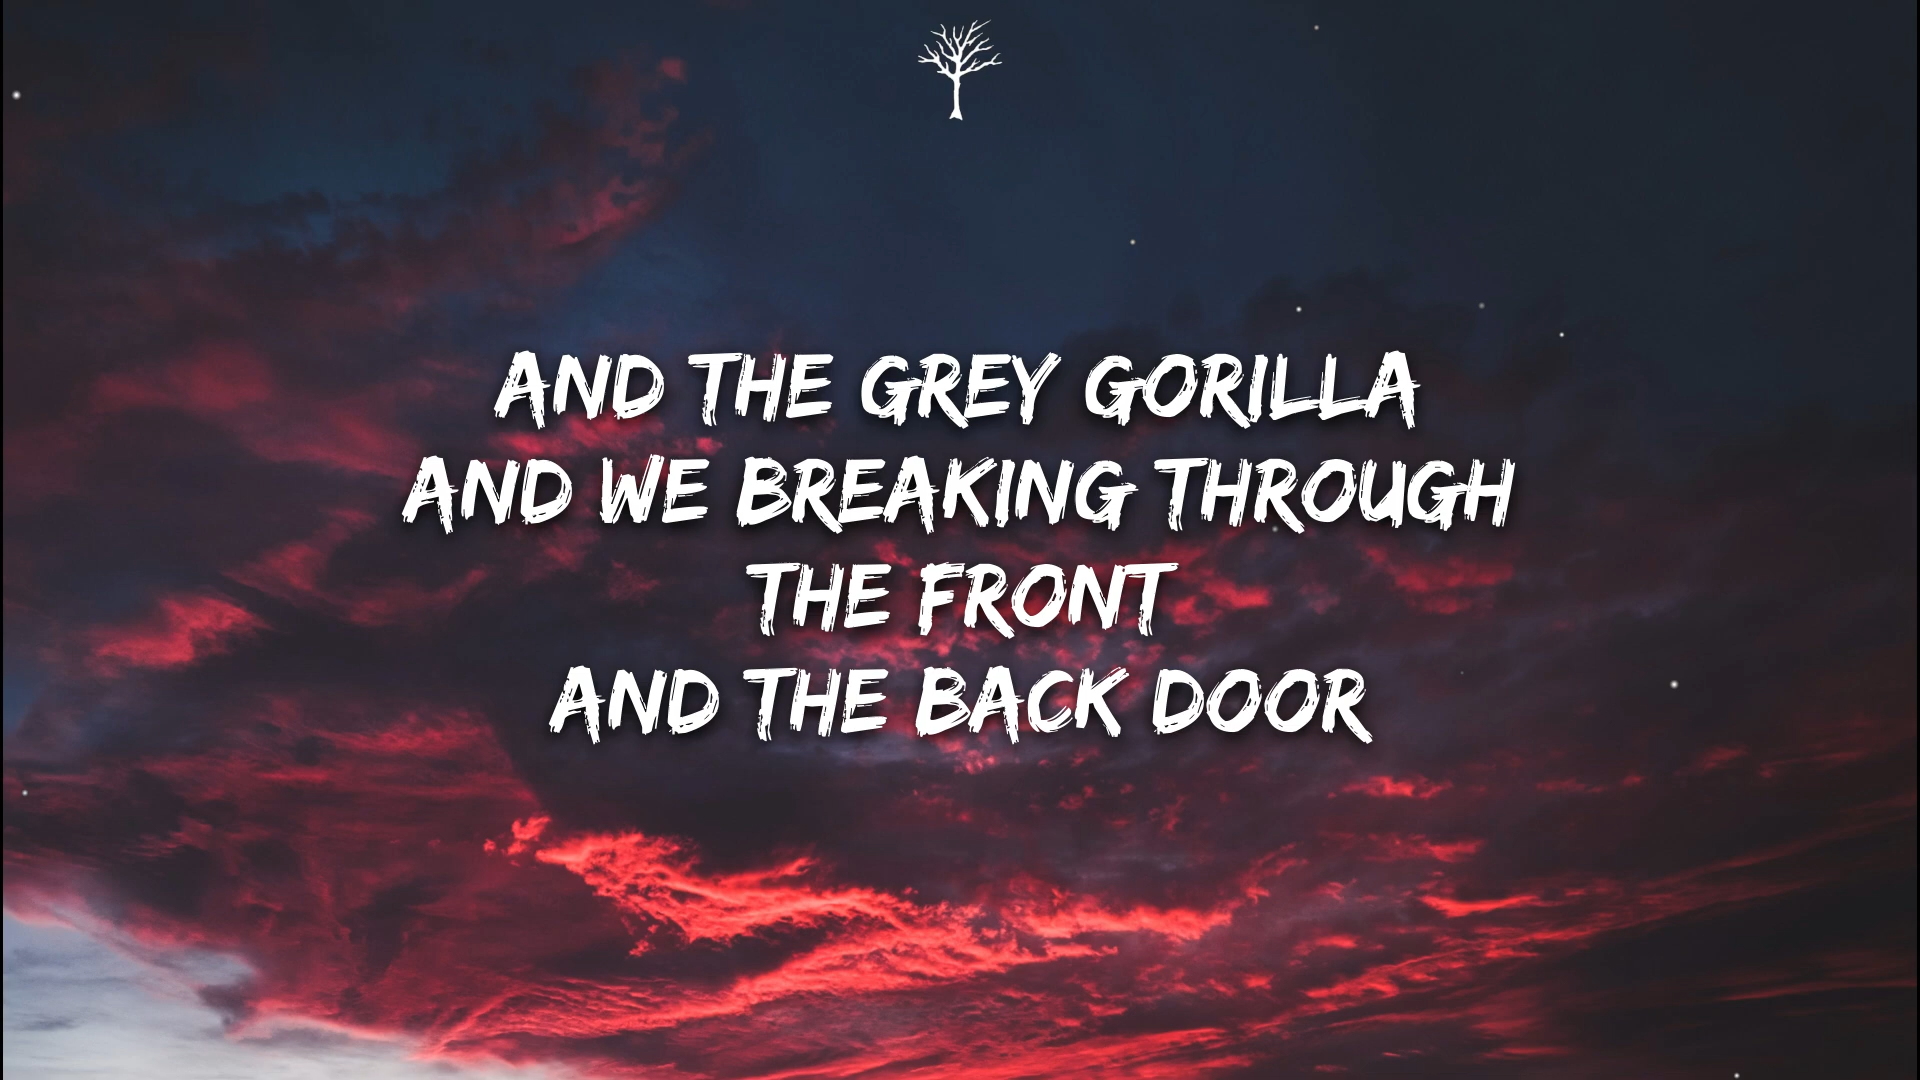 AND THE GREY GORILLA
AND WE BREAKING THROUGH
THE FRONT
AND THE BACK DOOR